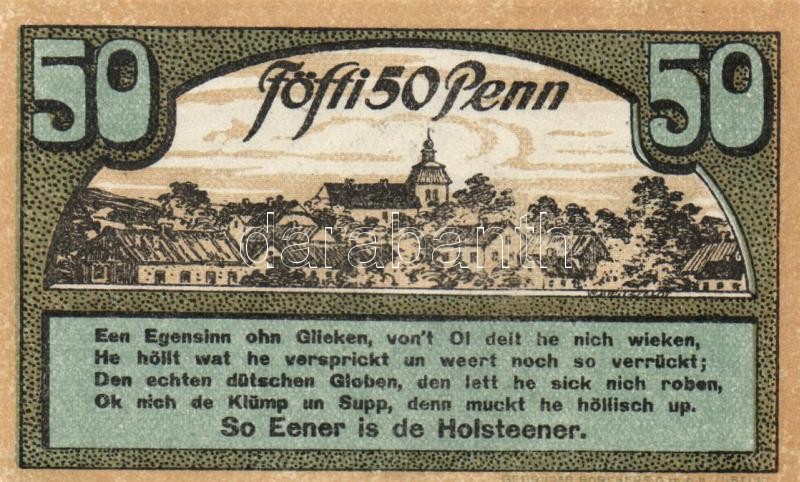 50 Föfti 50 Penn 50
darabanth
Een Egensinn ohn Glieken, von't Ol deit he nich wieken,
He höllt wat he versprickt un weert noch so verrückt;
Den echten dütschen Globen, den lett he sick nich roben,
Ok nich de Klümp un Supp, denn muckt he höllisch up.
So Eener is de Holsteener.